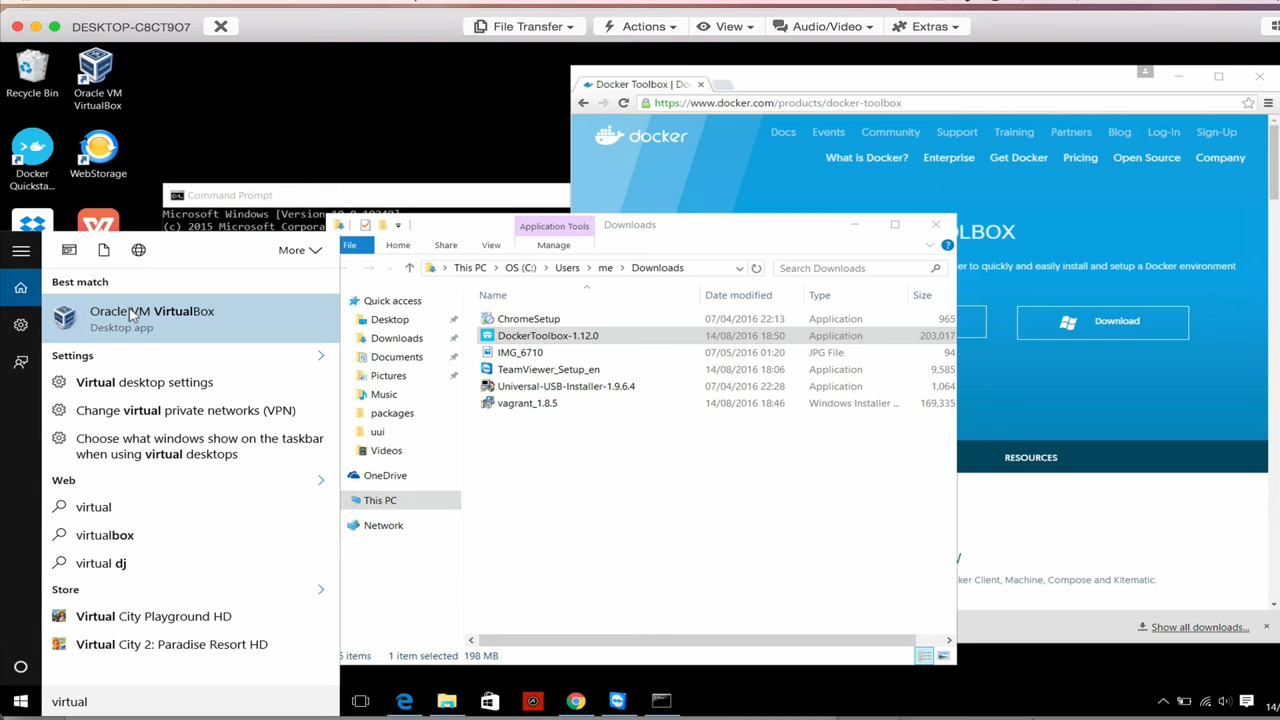 DESKTOP-C8CT9O7
File Transfer
Actions
View
Audio/Video
Extras
Recycle Bin
Oracle VM
VirtualBox
Docker
Quicksta...
WebStorage
Docker Toolbox | Do
https://www.docker.com/products/docker-toolbox
docker
Docs Events Community Support Training Partners Blog Log-In Sign-Up
What is Docker? Enterprise Get Docker Pricing Open Source Company
OLBOX
er to quickly and easily install and setup a Docker environment
Download
RESOURCES
cker Client, Machine, Compose and Kitematic.
Show all downloads...
Command Prompt
Microsoft Windows [Version 10.0.10240]
(c) 2015 Microsoft Corpora
Application Tools
Downloads
File Home Share View Manage
This PC OS (C:) Users me Downloads
Search Downloads
Name Date modified Type Size
ChromeSetup 07/04/2016 22:13 Application 965
DockerToolbox-1.12.0 14/08/2016 18:50 Application 203,017
IMG_6710 07/05/2016 01:20 JPG File 94
TeamViewer_Setup_en 14/08/2016 18:06 Application 9,585
Universal-USB-Installer-1.9.6.4 07/04/2016 22:28 Application 1,064
vagrant_1.8.5 14/08/2016 18:46 Windows Installer ... 169,335
Quick access
Desktop
Downloads
Documents
Pictures
Music
packages
uui
Videos
OneDrive
This PC
Network
items 1 item selected 198 MB
More
Best match
Oracle VM VirtualBox
Desktop app
Settings
Virtual desktop settings
Change virtual private networks (VPN)
Choose what windows show on the taskbar
when using virtual desktops
Web
virtual
virtualbox
virtual dj
Store
Virtual City Playground HD
Virtual City 2: Paradise Resort HD
virtual
14/